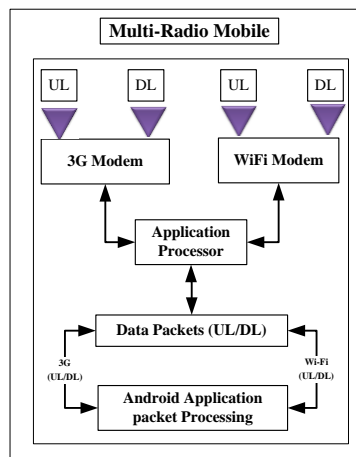 Multi-Radio Mobile
UL
DL
UL
DL
3G Modem
WiFi Modem
Application
Processor
Data Packets (UL/DL)
3G
(UL/DL)
Wi-Fi
(UL/DL)
Android Application
packet Processing